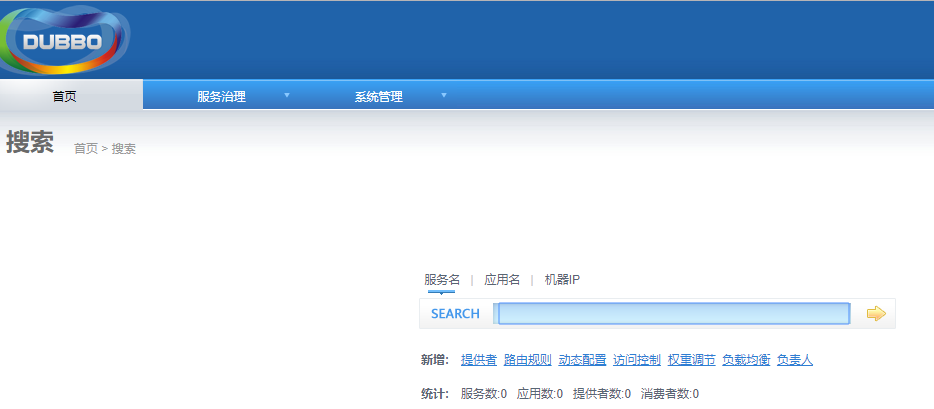 DUBBO
首页 服务治理 系统管理
搜索 首页 > 搜索
服务名 | 应用名 | 机器IP
SEARCH
新增： 提供者 路由规则 动态配置 访问控制 权重调节 负载均衡 负责人
统计： 服务数:0 应用数:0 提供者数:0 消费者数:0